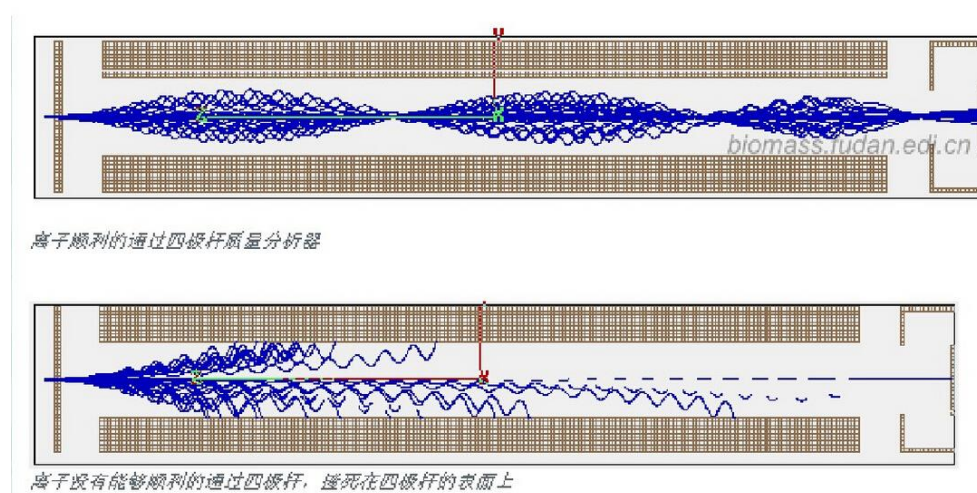 biomass.fudan.edi.cn
离子顺利的通过四极杆质量分析器
离子没有能够顺利的通过四极杆，撞死在四极杆的表面上